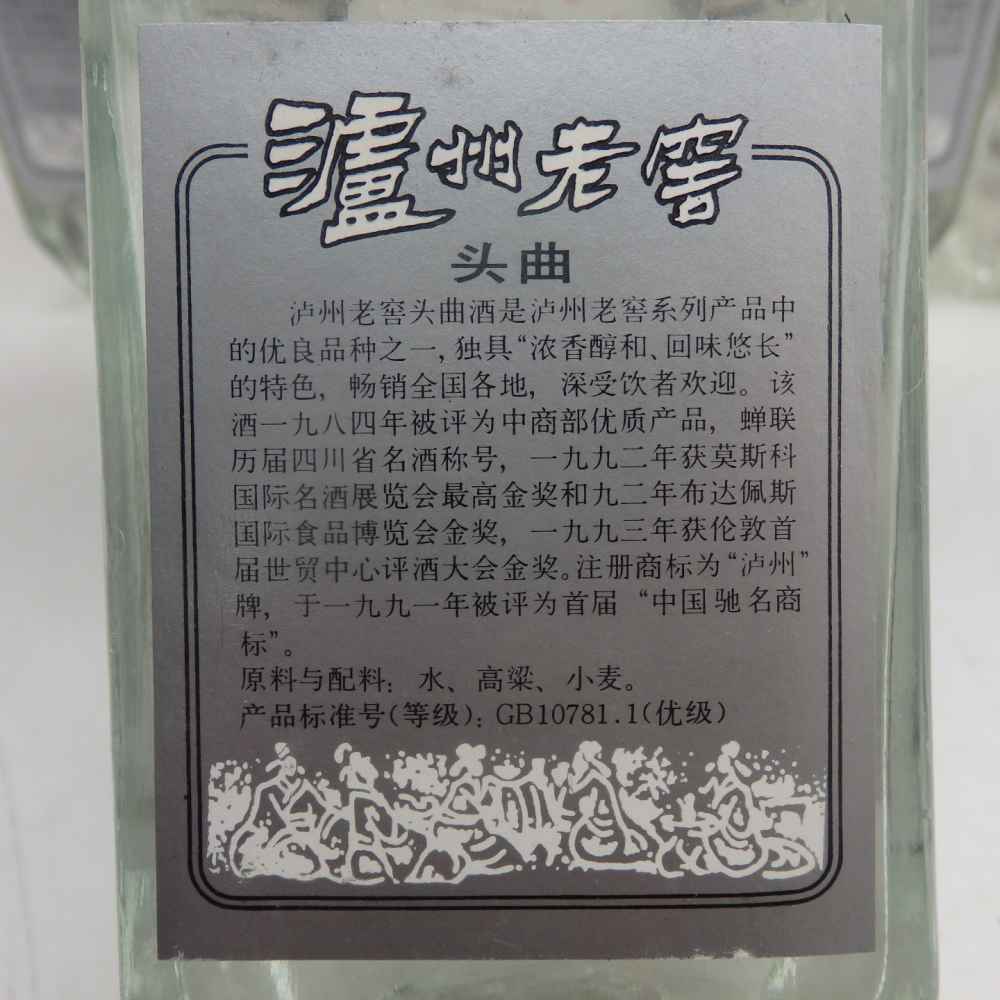 泸州老窖
头曲
泸州老窖头曲酒是泸州老窖系列产品中
的优良品种之一,独具“浓香醇和、回味悠长”
的特色,畅销全国各地,深受饮者欢迎。该
酒一九八四年被评为中商部优质产品,蝉联
历届四川省名酒称号,一九九二年获莫斯科
国际名酒展览会最高金奖和九二年布达佩斯
国际食品博览会金奖,一九九三年获伦敦首
届世贸中心评酒大会金奖。注册商标为“泸州”
牌,于一九九一年被评为首届“中国驰名商
标”。
原料与配料:水、高粱、小麦。
产品标准号(等级):GB10781.1(优级)